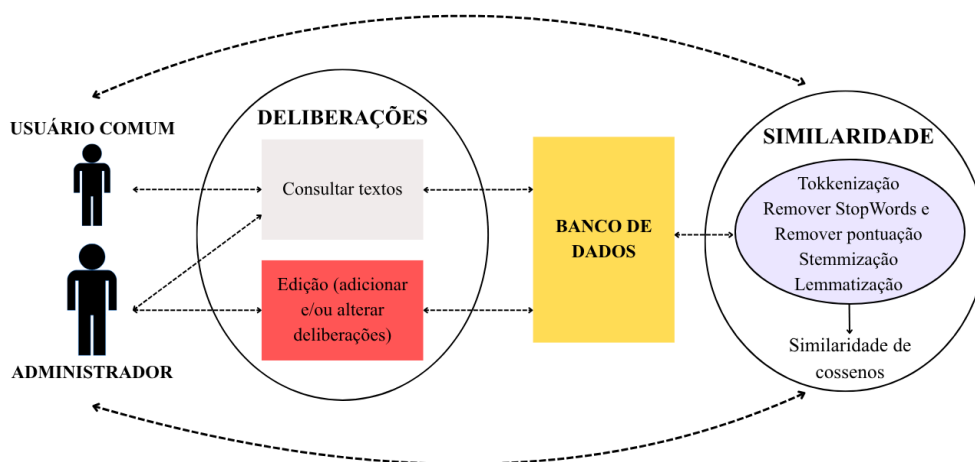 USUÁRIO COMUM
ADMINISTRADOR
DELIBERAÇÕES
Consultar textos
Edição (adicionar
e/ou alterar
deliberações)
BANCO DE
DADOS
SIMILARIDADE
Tokkenização
Remover StopWords e
Remover pontuação
Stemmização
Lemmatização
Similaridade de
cossenos